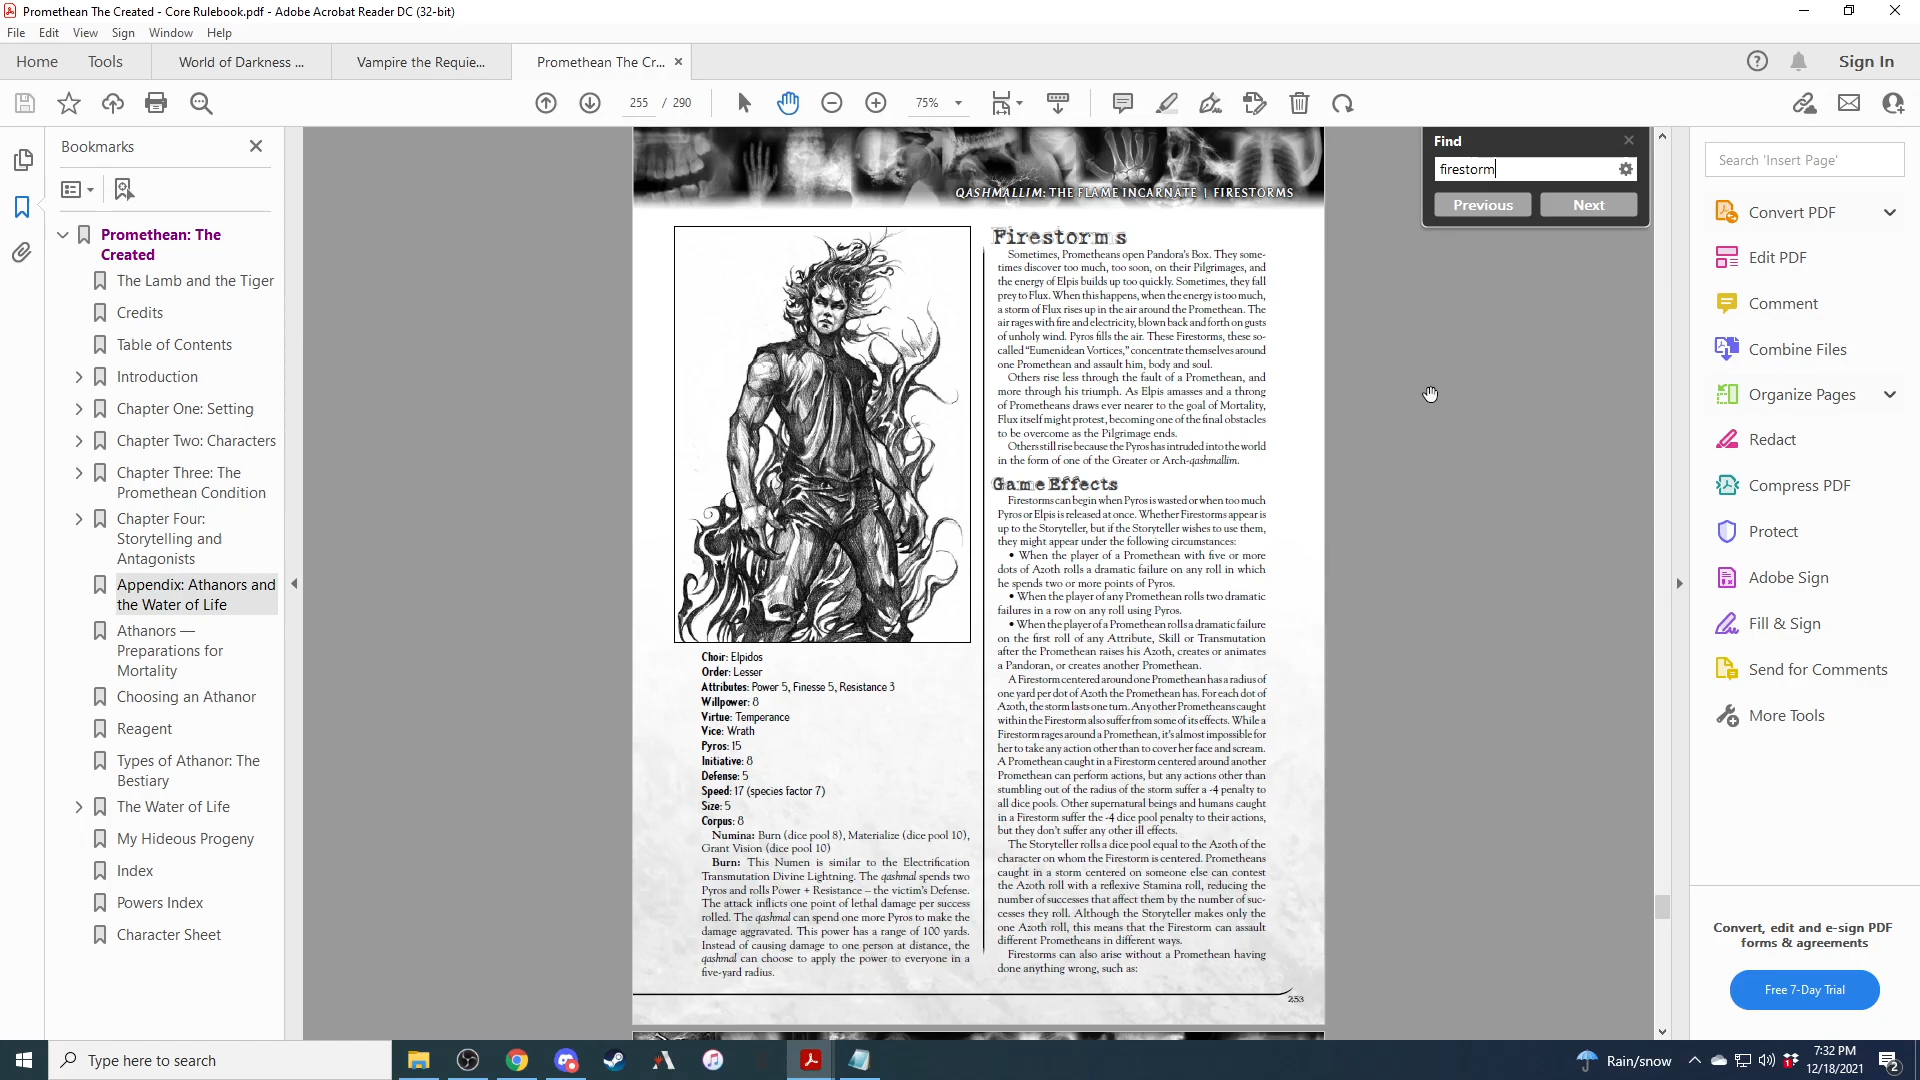 Promethean The Created - Core Rulebook.pdf - Adobe Acrobat Reader DC (32-bit)
File Edit View Sign Window Help
Home Tools World of Darkness ... Vampire the Requie... Promethean The Cr... Sign In
255 / 290 75%
Bookmarks
Promethean: The
Created
The Lamb and the Tiger
Credits
Table of Contents
Introduction
Chapter One: Setting
Chapter Two: Characters
Chapter Three: The
Promethean Condition
Chapter Four:
Storytelling and
Antagonists
Appendix: Athanors and
the Water of Life
Athanors —
Preparations for
Mortality
Choosing an Athanor
Reagent
Types of Athanor: The
Bestiary
The Water of Life
My Hideous Progeny
Index
Powers Index
Character Sheet
QASHMALLIM: THE FLAME INCARNATE | FIRESTORMS
Choir: Elpidos
Order: Lesser
Attributes: Power 5, Finesse 5, Resistance 3
Willpower: 8
Virtue: Temperance
Vice: Wrath
Pyros: 15
Initiative: 8
Defense: 5
Speed: 17 (species factor 7)
Size: 5
Corpus: 8
Numina: Burn (dice pool 8), Materialize (dice pool 10),
Grant Vision (dice pool 10)
Burn: This Numen is similar to the Electrification
Transmutation Divine Lightning. The qashmal spends two
Pyros and rolls Power + Resistance – the victim's Defense.
The attack inflicts one point of lethal damage per success
rolled. The qashmal can spend one more Pyros to make the
damage aggravated. This power has a range of 100 yards.
Instead of causing damage to one person at distance, the
qashmal can choose to apply the power to everyone in a
five-yard radius.
Firestorms
Sometimes, Prometheans open Pandora's Box. They some-
times discover too much, too soon, on their Pilgrimages, and
the energy of Elpis builds up too quickly. Sometimes, they fall
prey to Flux. When this happens, when the energy is too much,
a storm of Flux rises up in the air around the Promethean. The
air rages with fire and electricity, blown back and forth on gusts
of unholy wind. Pyros fills the air. These Firestorms, these so-
called “Eumenidean Vortices,” concentrate themselves around
one Promethean and assault him, body and soul.
Others rise less through the fault of a Promethean, and
more through his triumph. As Elpis amasses and a throng
of Prometheans draws ever nearer to the goal of Mortality,
Flux itself might protest, becoming one of the final obstacles
to be overcome as the Pilgrimage ends.
Others still rise because the Pyros has intruded into the world
in the form of one of the Greater or Arch-qashmallim.
Game Effects
Firestorms can begin when Pyros is wasted or when too much
Pyros or Elpis is released at once. Whether Firestorms appear is
up to the Storyteller, but if the Storyteller wishes to use them,
they might appear under the following circumstances:
• When the player of a Promethean with five or more
dots of Azoth rolls a dramatic failure on any roll in which
he spends two or more points of Pyros.
• When the player of any Promethean rolls two dramatic
failures in a row on any roll using Pyros.
• When the player of a Promethean rolls a dramatic failure
on the first roll of any Attribute, Skill or Transmutation
after the Promethean raises his Azoth, creates or animates
a Pandoran, or creates another Promethean.
A Firestorm centered around one Promethean has a radius of
one yard per dot of Azoth the Promethean has. For each dot of
Azoth, the storm lasts one turn. Any other Prometheans caught
within the Firestorm also suffer from some of its effects. While a
Firestorm rages around a Promethean, it's almost impossible for
her to take any action other than to cover her face and scream.
A Promethean caught in a Firestorm centered around another
Promethean can perform actions, but any actions other than
stumbling out of the radius of the storm suffer a -4 penalty to
all dice pools. Other supernatural beings and humans caught
in a Firestorm suffer the -4 dice pool penalty to their actions,
but they don't suffer any other ill effects.
The Storyteller rolls a dice pool equal to the Azoth of the
character on whom the Firestorm is centered. Prometheans
caught in a storm centered on someone else can contest
the Azoth roll with a reflexive Stamina roll, reducing the
number of successes that affect them by the number of suc-
cesses they roll. Although the Storyteller makes only the
one Azoth roll, this means that the Firestorm can assault
different Prometheans in different ways.
Firestorms can also arise without a Promethean having
done anything wrong, such as:
253
Find
firestorm
Previous Next
Search 'Insert Page'
Convert PDF
Edit PDF
Comment
Combine Files
Organize Pages
Redact
Compress PDF
Protect
Adobe Sign
Fill & Sign
Send for Comments
More Tools
Convert, edit and e-sign PDF
forms & agreements
Free 7-Day Trial
Type here to search
Rain/snow
7:32 PM
12/18/2021
2